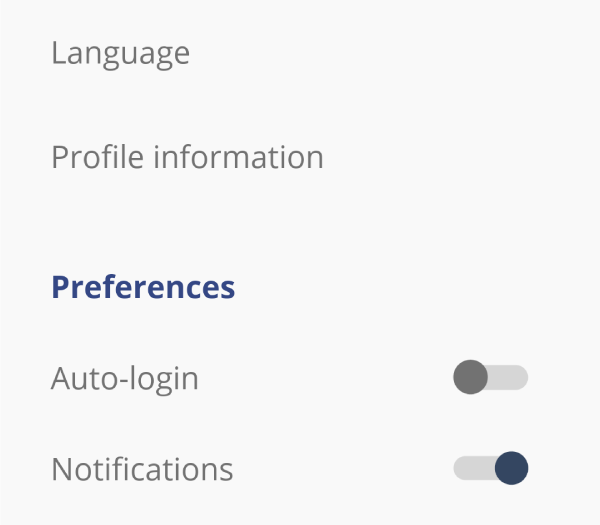 Language
Profile information
Preferences
Auto-login
Notifications